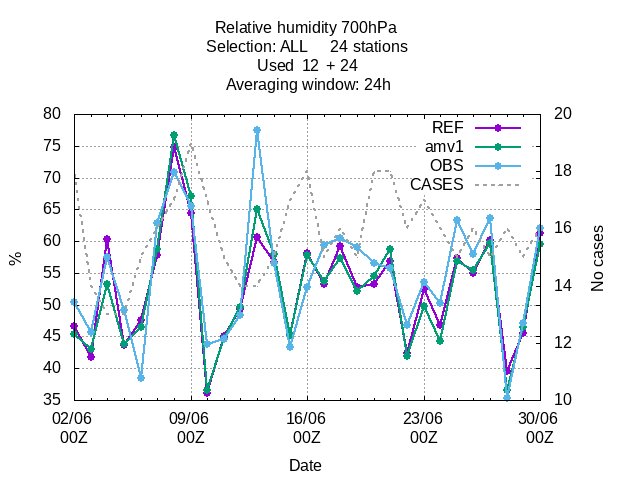 Relative humidity 700hPa
Selection: ALL     24 stations
Used  12  + 24
Averaging window: 24h
80
75
70
65
60
55
50
45
40
35
%
20
18
16
14
12
10
No cases
REF
amv1
OBS
CASES
02/06 09/06 16/06 23/06 30/06
00Z 00Z 00Z 00Z 00Z
Date